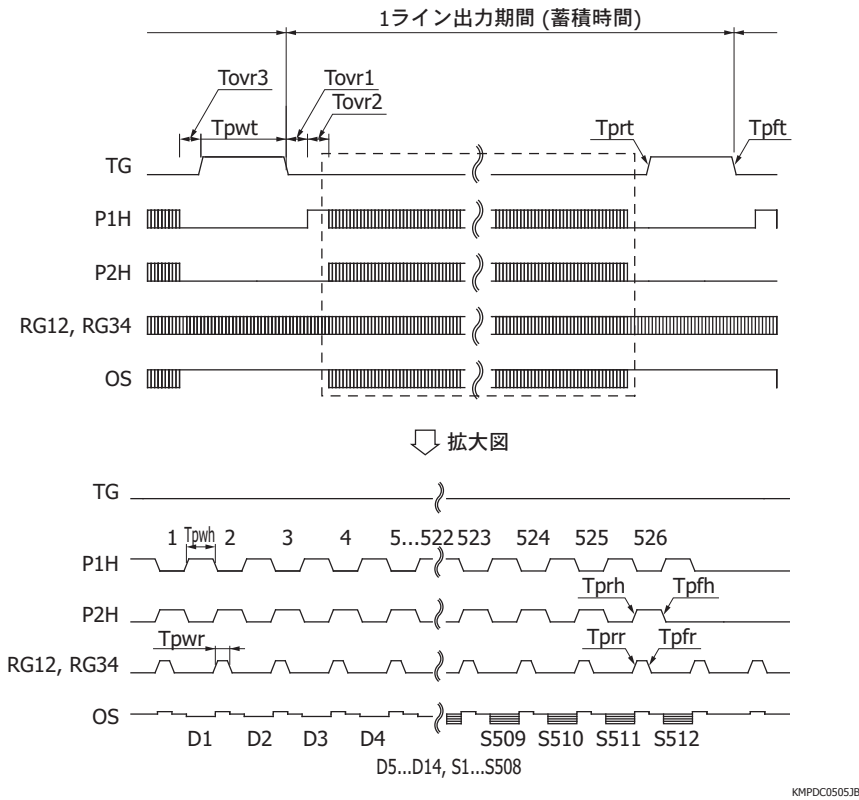 1ライン出力期間 (蓄積時間)
Tovr3
Tovr1
Tovr2
Tpwt
Tprt
Tpft
TG
P1H
P2H
RG12, RG34
OS
拡大図
TG
1 Tpwh 2 3 4 5...522 523 524 525 526
P1H
Tprh Tpfh
P2H
Tpwr Tprr Tpfr
RG12, RG34
OS
D1 D2 D3 D4 S509 S510 S511 S512
D5...D14, S1...S508
KMPDC0505JB